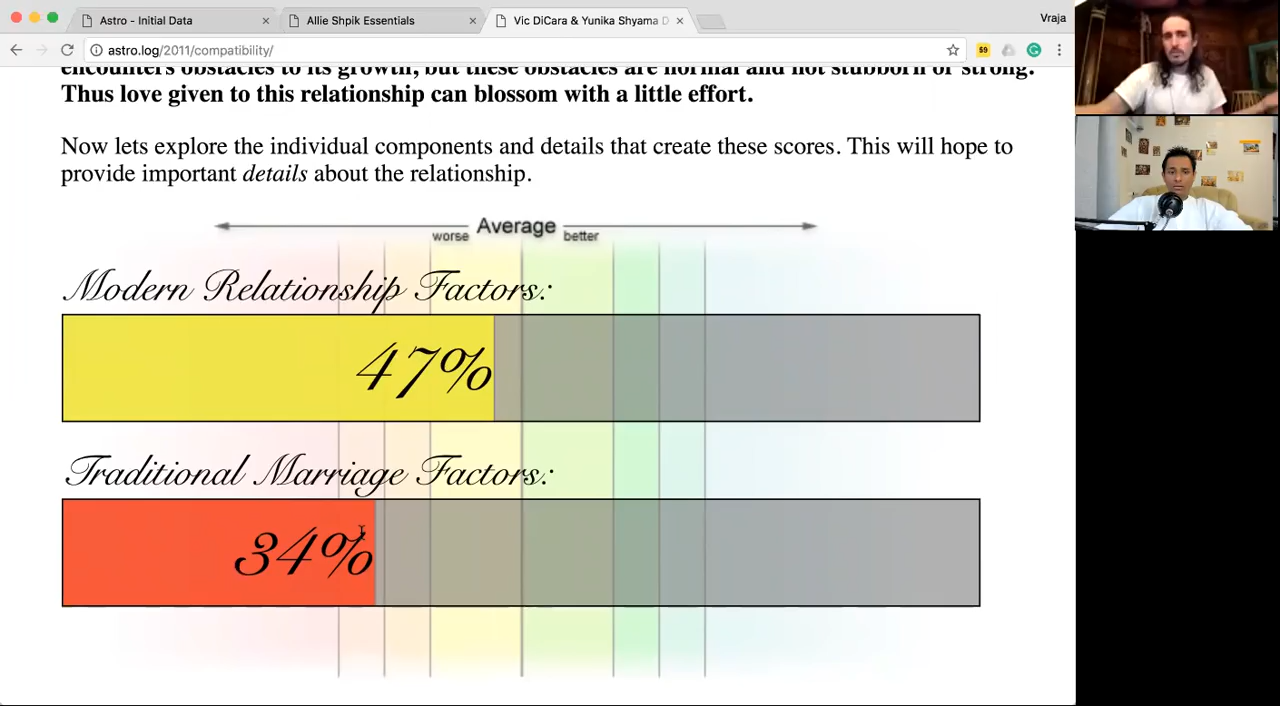 Astro - Initial Data
Allie Shpik Essentials
Vic DiCara & Yunika Shyama D
Vraja
astro.log/2011/compatibility/
59
encounters obstacles to its growth, but these obstacles are normal and not stubborn or strong.
Thus love given to this relationship can blossom with a little effort.
Now lets explore the individual components and details that create these scores. This will hope to
provide important details about the relationship.
Average
worse
better
Modern Relationship Factors:
47%
Traditional Marriage Factors:
34%